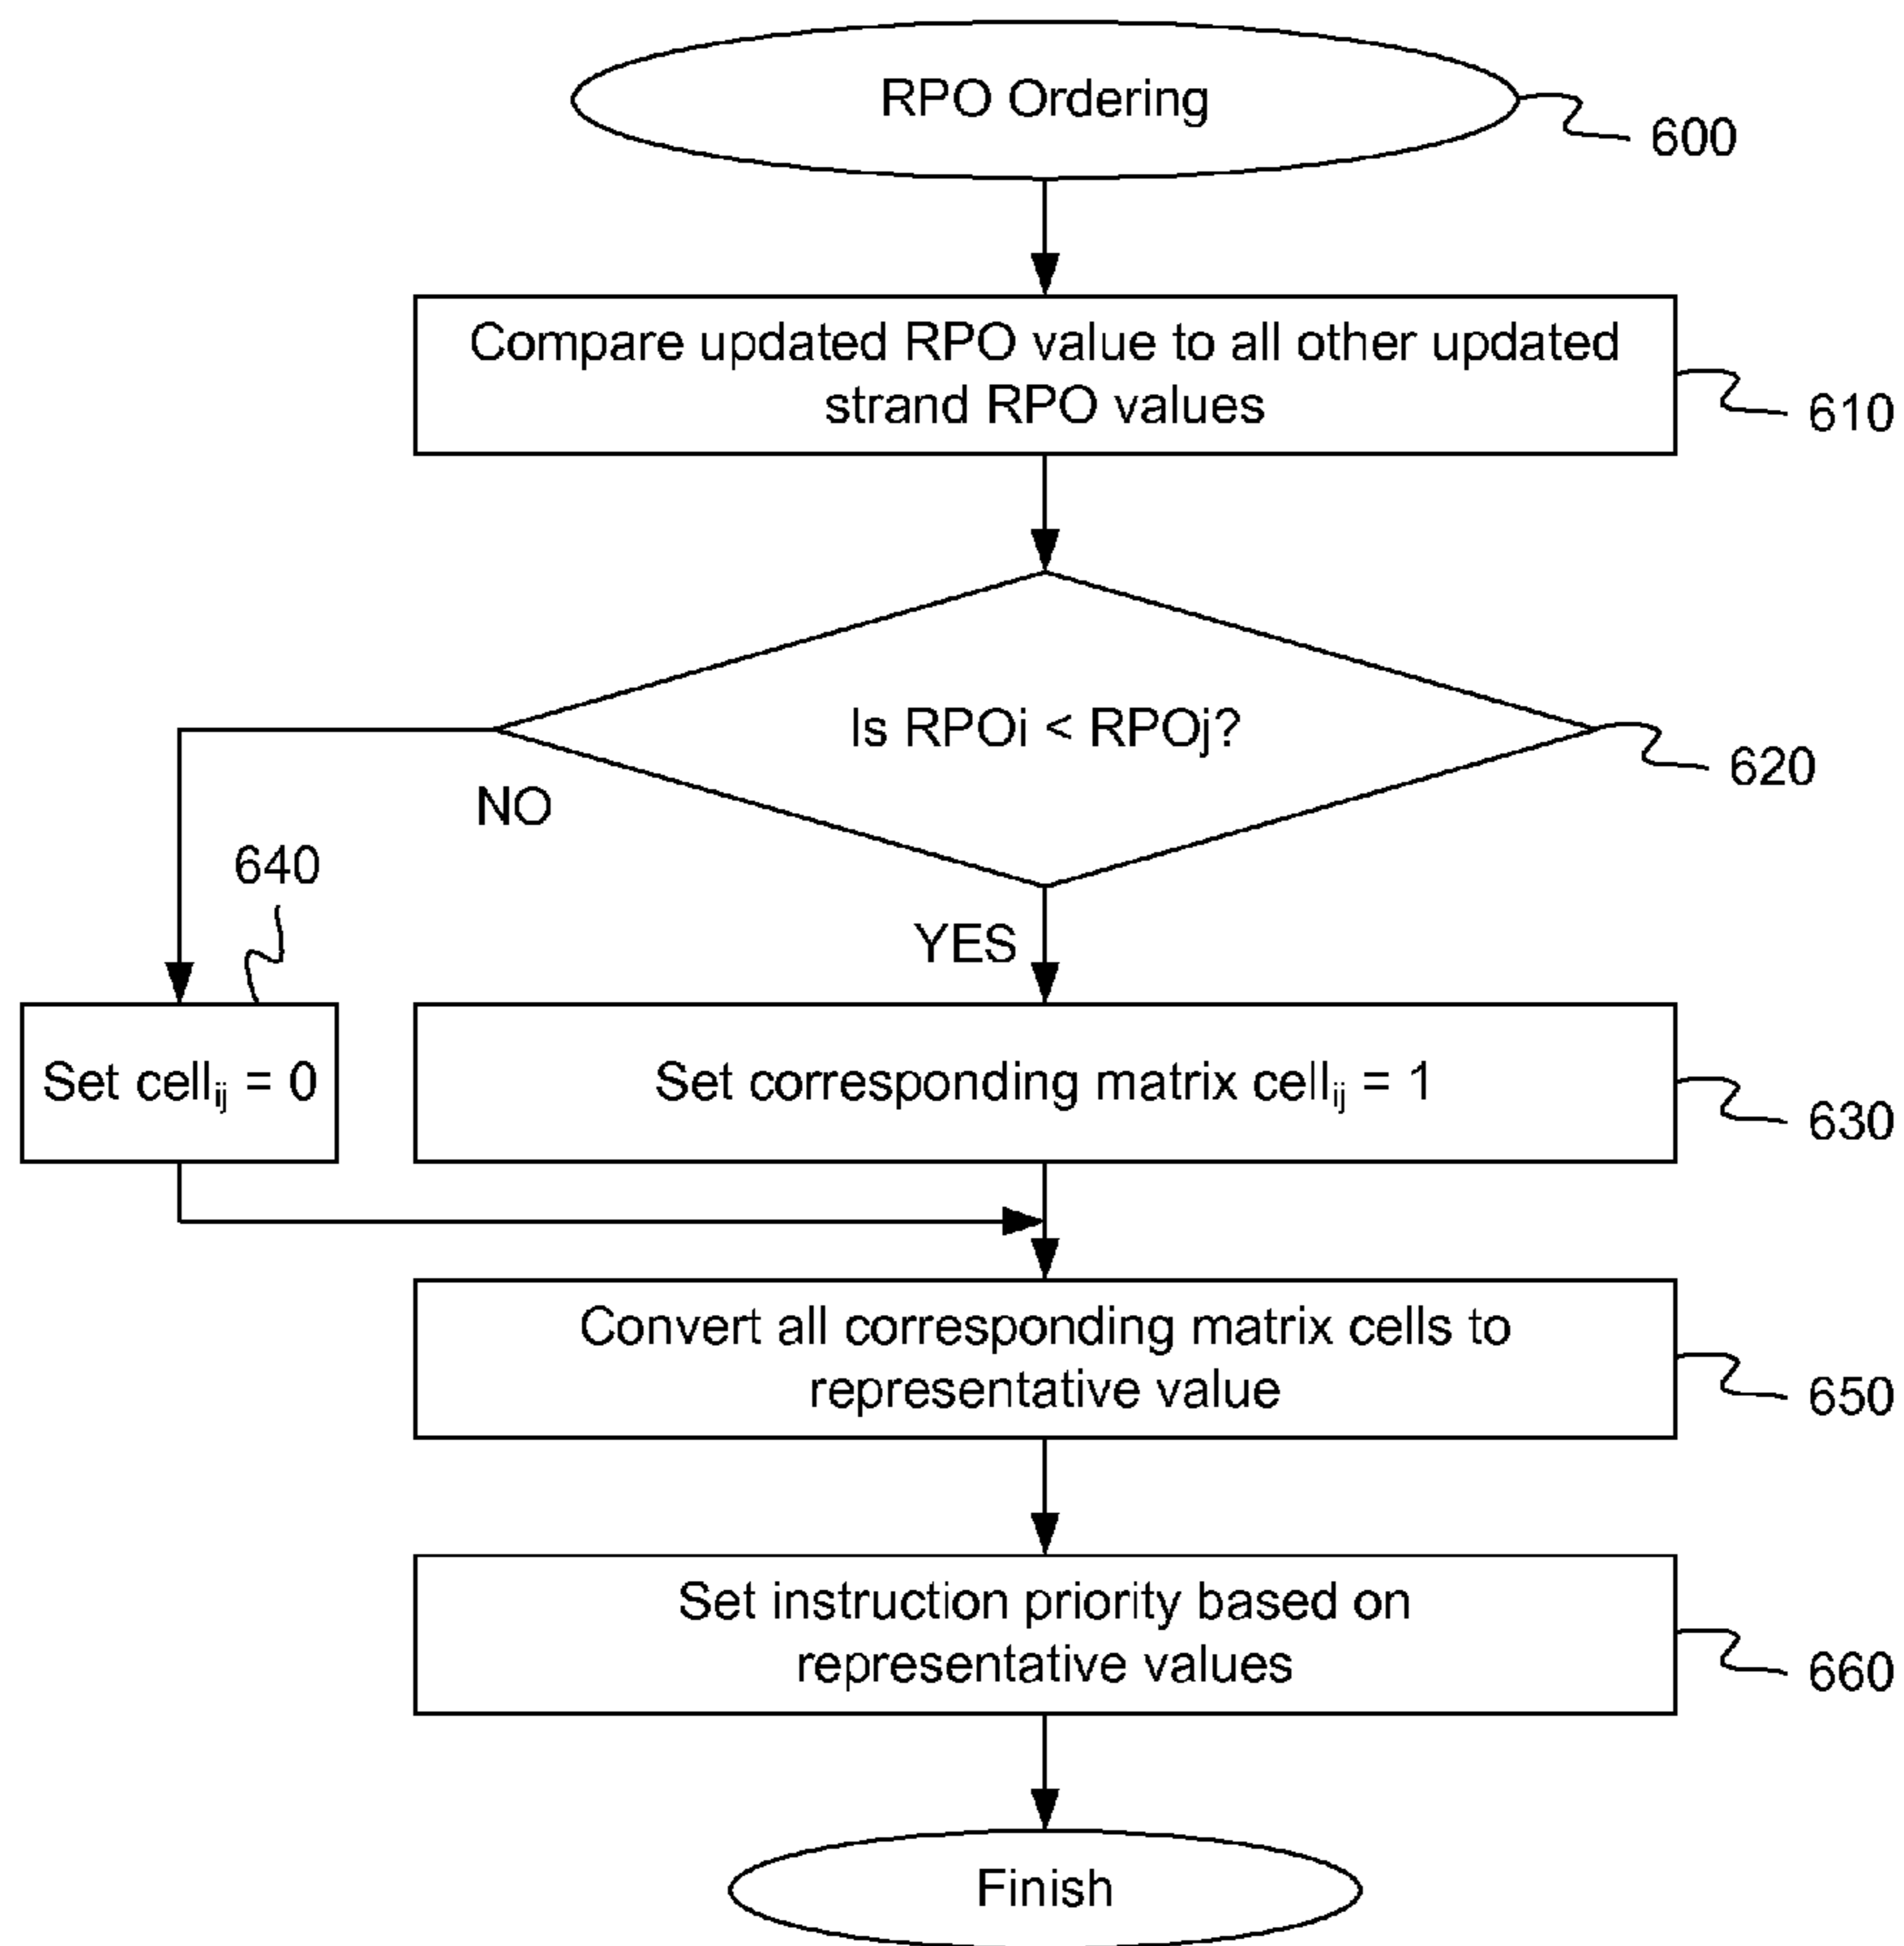 RPO Ordering
600
Compare updated RPO value to all other updated
strand RPO values
610
Is RPOi < RPOj?
620
NO
640
YES
Set cellij = 0
Set corresponding matrix cellij = 1
630
Convert all corresponding matrix cells to
representative value
650
Set instruction priority based on
representative values
660
Finish